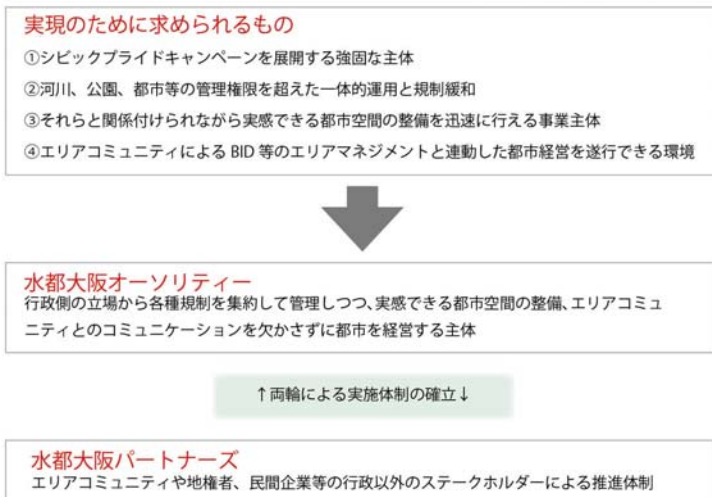 実現のために求められるもの
①シビックプライドキャンペーンを展開する強固な主体
②河川、公園、都市等の管理権限を超えた一体的運用と規制緩和
③それらと関係付けられながら実感できる都市空間の整備を迅速に行える事業主体
④エリアコミュニティによる BID 等のエリアマネジメントと連動した都市経営を遂行できる環境
水都大阪オーソリティー
行政側の立場から各種規制を集約して管理しつつ、実感できる都市空間の整備、エリアコミュ
ニティとのコミュニケーションを欠かさずに都市を経営する主体
↑両輪による実施体制の確立↓
水都大阪パートナーズ
エリアコミュニティや地権者、民間企業等の行政以外のステークホルダーによる推進体制